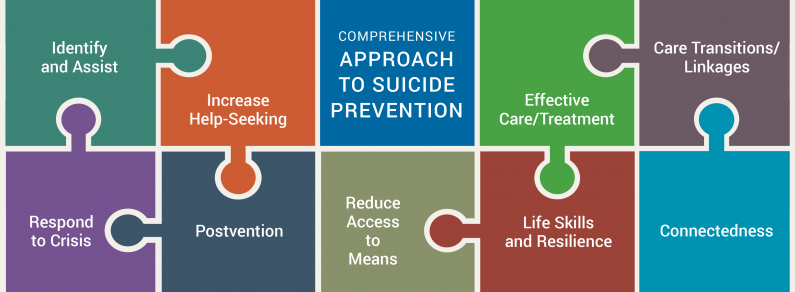 Identify
and Assist
Increase
Help-Seeking
COMPREHENSIVE
APPROACH
TO SUICIDE
PREVENTION
Effective
Care/Treatment
Care Transitions/
Linkages
Respond
to Crisis
Postvention
Reduce
Access
to
Means
Life Skills
and Resilience
Connectedness